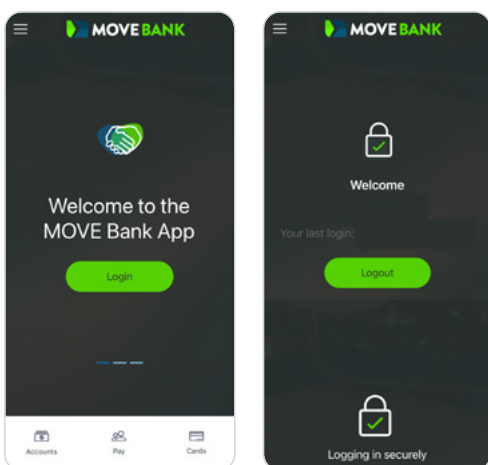 MOVE BANK
Welcome to the
MOVE Bank App
Login
Accounts
Pay
Cards
MOVE BANK
Welcome
Your last login:
Logout
Logging in securely